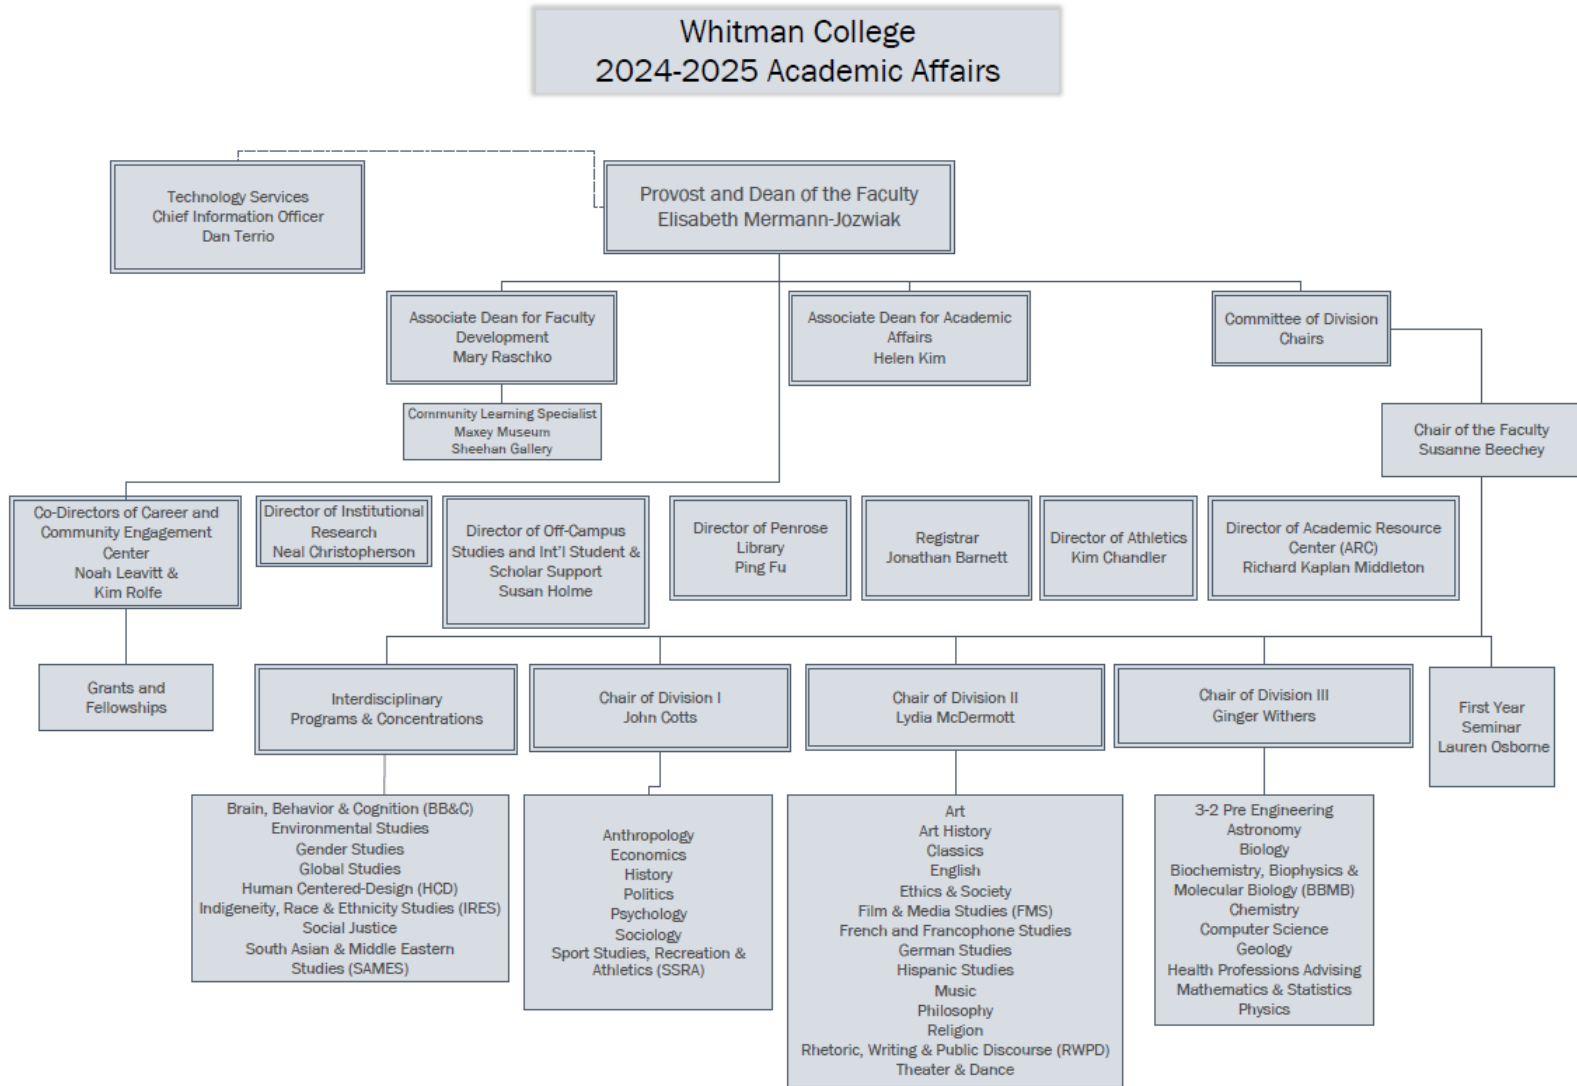 Whitman College
2024-2025 Academic Affairs
Technology Services
Chief Information Officer
Dan Terrio
Provost and Dean of the Faculty
Elisabeth Mermann-Jozwiak
Associate Dean for Faculty
Development
Mary Raschko
Associate Dean for Academic
Affairs
Helen Kim
Committee of Division
Chairs
Community Learning Specialist
Maxey Museum
Sheehan Gallery
Chair of the Faculty
Susanne Beechey
Co-Directors of Career and
Community Engagement
Center
Noah Leavitt &
Kim Rolfe
Director of Institutional
Research
Neal Christopherson
Director of Off-Campus
Studies and Int'l Student &
Scholar Support
Susan Holme
Director of Penrose
Library
Ping Fu
Registrar
Jonathan Barnett
Director of Athletics
Kim Chandler
Director of Academic Resource
Center (ARC)
Richard Kaplan Middleton
Grants and
Fellowships
Interdisciplinary
Programs & Concentrations
Chair of Division I
John Cotts
Chair of Division II
Lydia McDermott
Chair of Division III
Ginger Withers
First Year
Seminar
Lauren Osborne
Brain, Behavior & Cognition (BB&C)
Environmental Studies
Gender Studies
Global Studies
Human Centered-Design (HCD)
Indigeneity, Race & Ethnicity Studies (IRES)
Social Justice
South Asian & Middle Eastern
Studies (SAMES)
Anthropology
Economics
History
Politics
Psychology
Sociology
Sport Studies, Recreation &
Athletics (SSRA)
Art
Art History
Classics
English
Ethics & Society
Film & Media Studies (FMS)
French and Francophone Studies
German Studies
Hispanic Studies
Music
Philosophy
Religion
Rhetoric, Writing & Public Discourse (RWPD)
Theater & Dance
3-2 Pre Engineering
Astronomy
Biology
Biochemistry, Biophysics &
Molecular Biology (BBMB)
Chemistry
Computer Science
Geology
Health Professions Advising
Mathematics & Statistics
Physics